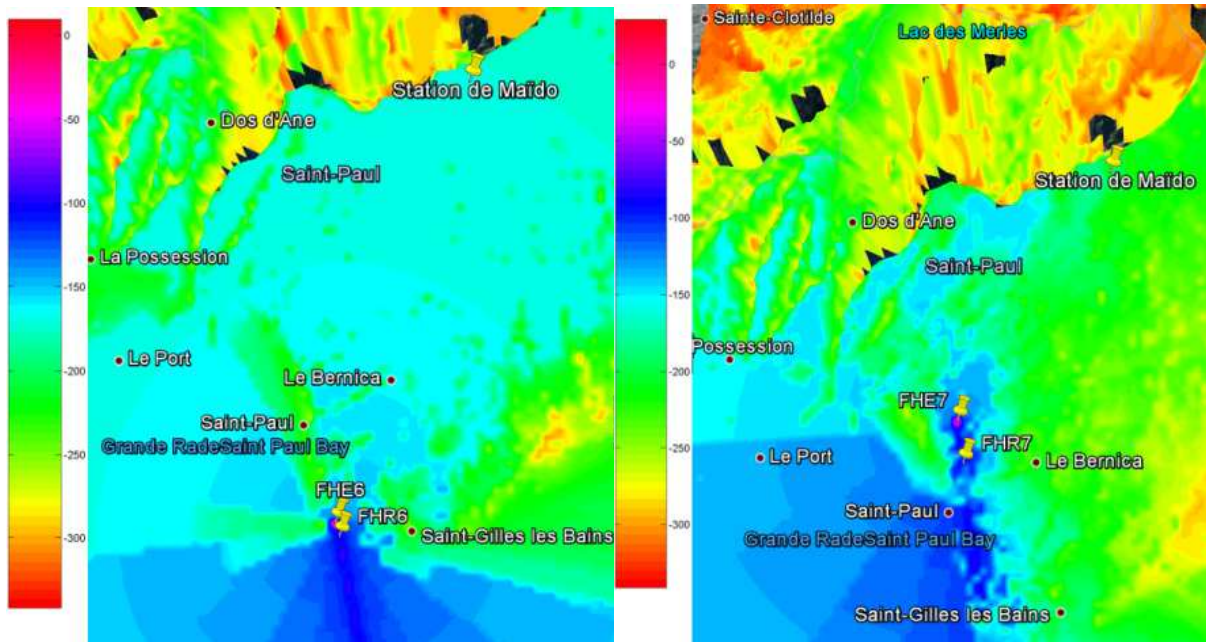 0
-50
-100
-150
-200
-250
-300
Station de Maïdo
Dos d'Ane
Saint-Paul
La Possession
Le Port
Le Bernica
Saint-Paul
Grande RadeSaint Paul Bay
FHE6
FHR6
Saint-Gilles les Bains
0
-50
-100
-150
-200
-250
-300
Sainte-Clotilde
Lac des Merles
Station de Maïdo
Dos d'Ane
Saint-Paul
Possession
FHE7
FHR7
Le Port
Le Bernica
Saint-Paul
Grande RadeSaint Paul Bay
Saint-Gilles les Bains